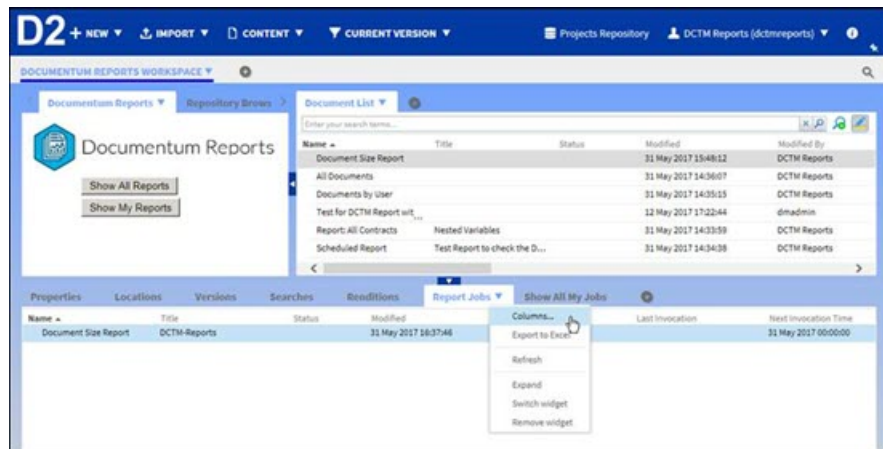 D2 + NEW ▼ IMPORT ▼ CONTENT ▼ CURRENT VERSION ▼ Projects Repository DCTM Reports (dctmreports) ▼
DOCUMENTUM REPORTS WORKSPACE ▼
Documentum Reports ▼ Repository Brows Document List ▼
Enter your search terms...
Documentum Reports
Show All Reports
Show My Reports
Name Title Status Modified Modified By
Document Size Report 31 May 2017 15:48:12 DCTM Reports
All Documents 31 May 2017 14:36:07 DCTM Reports
Documents by User 31 May 2017 14:35:15 DCTM Reports
Test for DCTM Report wit... 12 May 2017 17:22:44 dmadmin
Report: All Contracts Nested Variables 31 May 2017 14:33:59 DCTM Reports
Scheduled Report Test Report to check the D... 31 May 2017 14:34:38 DCTM Reports
Properties Locations Versions Searches Renditions Report Jobs ▼ Show All My Jobs
Name Title Status Modified Last Invocation Next Invocation Time
Document Size Report DCTM-Reports 31 May 2017 16:37:46 31 May 2017 00:00:00
Columns...
Export to Excel
Refresh
Expand
Switch widget
Remove widget